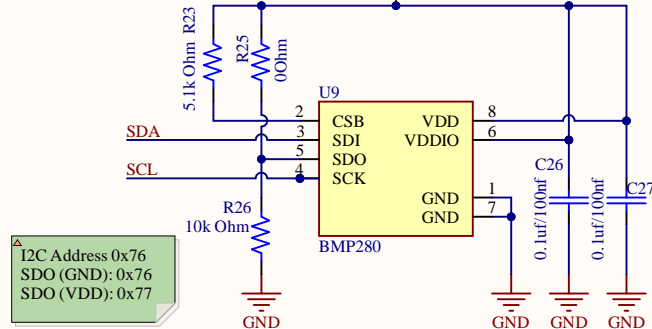 R23
5.1k Ohm
R25
0Ohm
U9
2
CSB
VDD
8
SDA
3
SDI
VDDIO
6
5
SDO
SCL
4
SCK
C26
GND
1
C27
R26
GND
7
10k Ohm
0.1uf/100nf
0.1uf/100nf
BMP280
I2C Address 0x76
SDO (GND): 0x76
SDO (VDD): 0x77
GND
GND
GND
GND